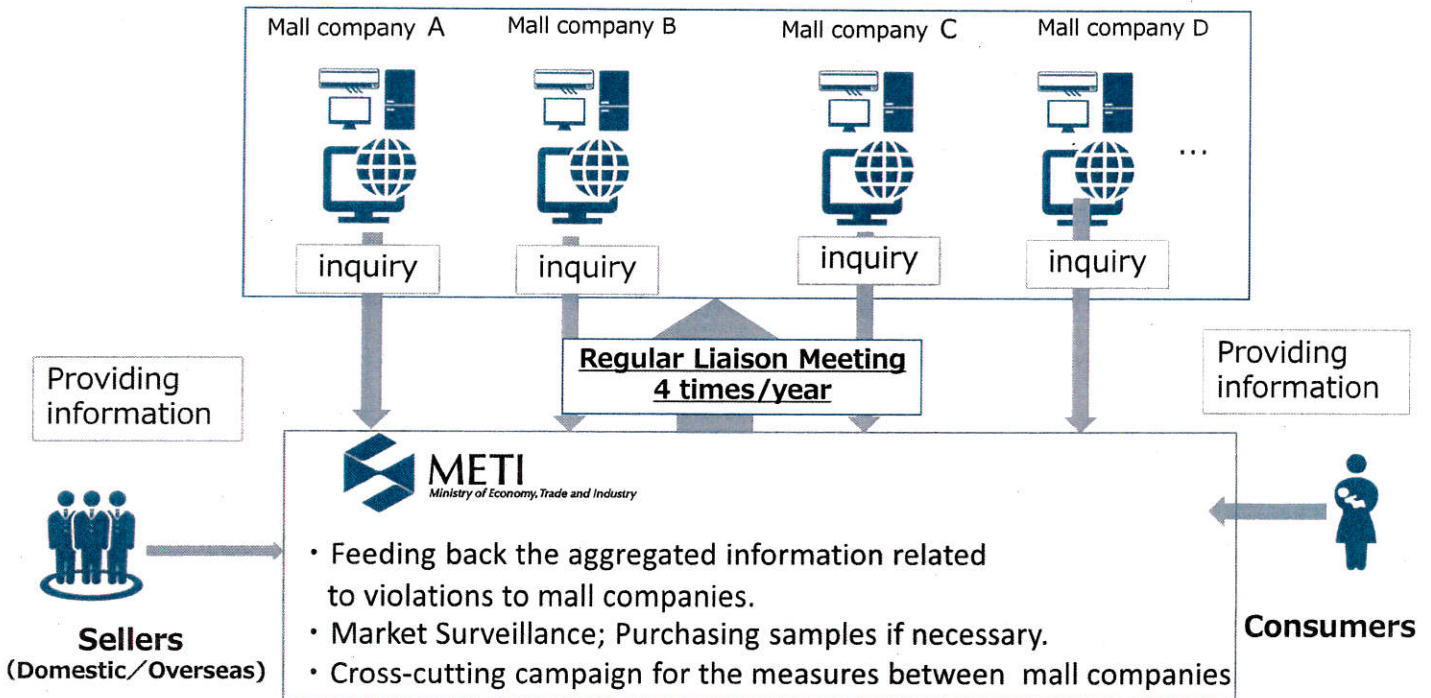 Mall company A
Mall company B
Mall company C
Mall company D
...
inquiry
inquiry
inquiry
inquiry
Regular Liaison Meeting
4 times/year
Providing
information
Providing
information
METI
Ministry of Economy, Trade and Industry
・Feeding back the aggregated information related
to violations to mall companies.
・Market Surveillance; Purchasing samples if necessary.
・Cross-cutting campaign for the measures between mall companies
Sellers
(Domestic／Overseas)
Consumers